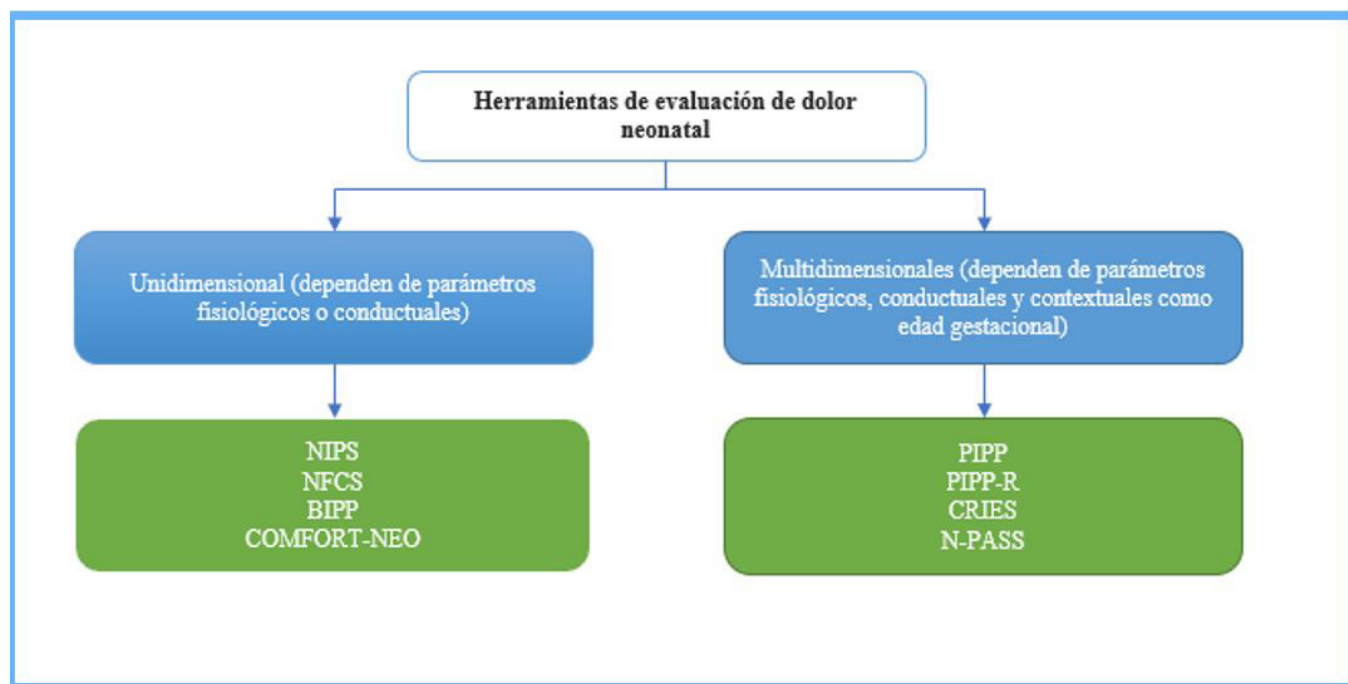 Herramientas de evaluación de dolor
neonatal
Unidimensional (dependen de parámetros
fisiológicos o conductuales)
Multidimensionales (dependen de parámetros
fisiológicos, conductuales y contextuales como
edad gestacional)
NIPS
NFCS
BIPP
COMFORT-NEO
PIPP
PIPP-R
CRIES
N-PASS